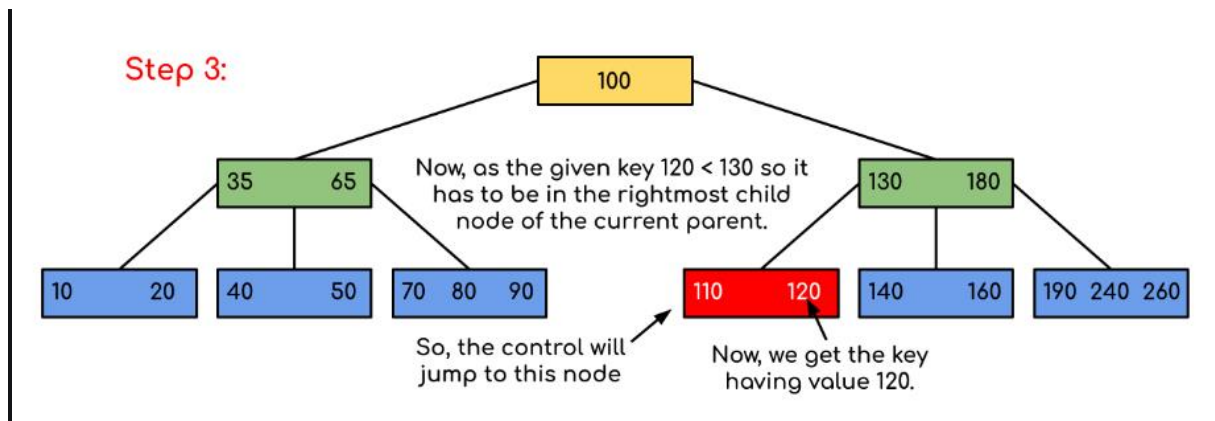 Step 3:
100
Now, as the given key 120 < 130 so it
has to be in the rightmost child
node of the current parent.
35 65
130 180
10 20
40 50
70 80 90
110 120
140 160
190 240 260
So, the control will
jump to this node
Now, we get the key
having value 120.